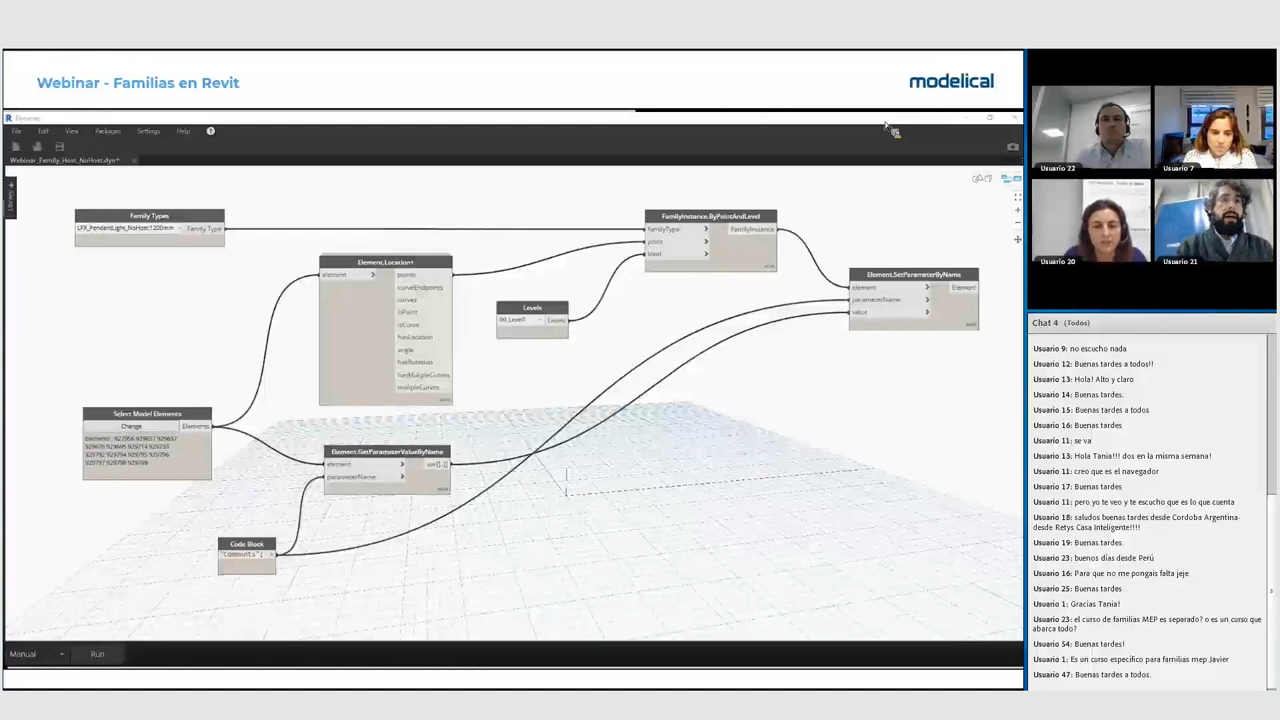 Webinar - Familias en Revit
modelical
Dynamo
File Edit View Packages Settings Help
Webinar_Family_Host_NoHost.dyn*
Library
Family Types
LFX_PendantLight_NoHost:1200mm
Family Type
Element.Location+
element
points
curveEndpoints
curves
isPoint
isCurve
hasLocation
angle
hasRotation
hasMultipleCurves
multipleCurves
Levels
00_Level1
Levels
FamilyInstance.ByPointAndLevel
familyType
FamilyInstance
point
level
Element.SetParameterByName
element
Element
parameterName
value
Select Model Elements
Change
Elements
Element.GetParameterValueByName
element
var[]..[]
parameterName
Code Block
"Comments";
Manual
Run
Usuario 22
Usuario 7
Usuario 20
Usuario 21
Chat 4 (Todos)
Usuario 9: no escucho nada
Usuario 12: Buenas tardes a todos!!
Usuario 13: Hola! Alto y claro
Usuario 14: Buenas tardes.
Usuario 15: Buenas tardes a todos
Usuario 16: Buenas tardes
Usuario 11: se va
Usuario 13: Hola Tania!!! dos en la misma semana!
Usuario 11: creo que es el navegador
Usuario 17: Buenas tardes
Usuario 11: pero yo te veo y te escucho que es lo que cuenta
Usuario 18: saludos buenas tardes desde Cordoba Argentina-
desde Retys Casa Inteligente!!!!
Usuario 19: Buenas tardes.
Usuario 23: buenos días desde Perú
Usuario 16: Para que no me pongais falta jeje
Usuario 25: Buenas tardes
Usuario 1: Gracias Tania!
Usuario 23: el curso de familias MEP es separado? o es un curso que
abarca todo?
Usuario 54: Buenas tardes!
Usuario 1: Es un curso específico para familias mep Javier
Usuario 47: Buenas tardes a todos.